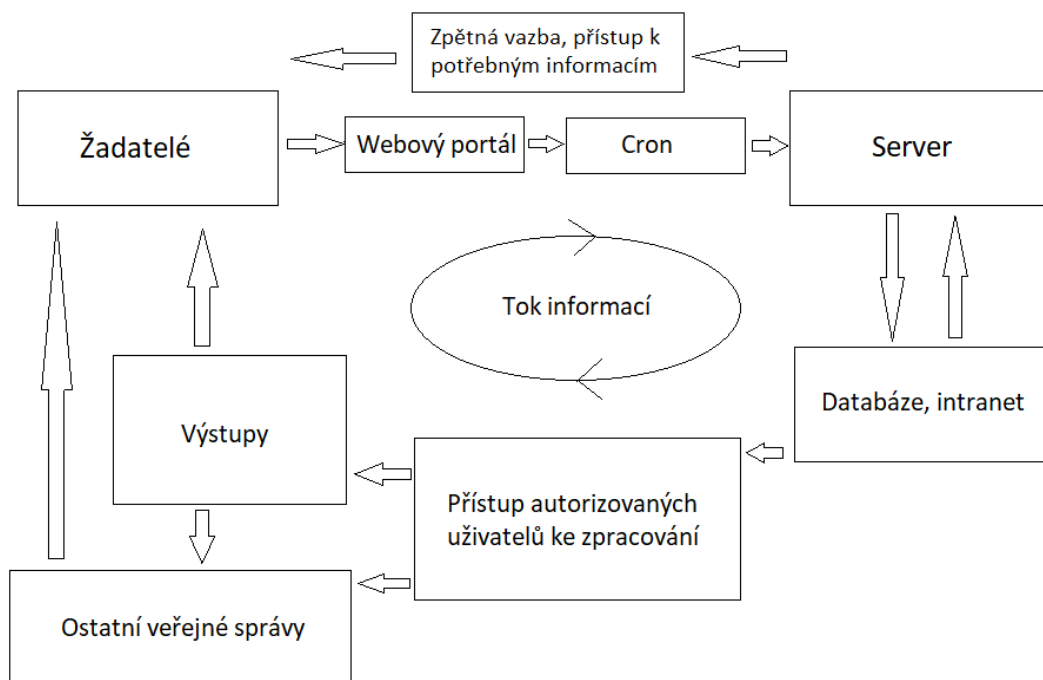 Zpětná vazba, přístup k
potřebným informacím
Žadatelé
Webový portál
Cron
Server
Tok informací
Databáze, intranet
Výstupy
Přístup autorizovaných
uživatelů ke zpracování
Ostatní veřejné správy